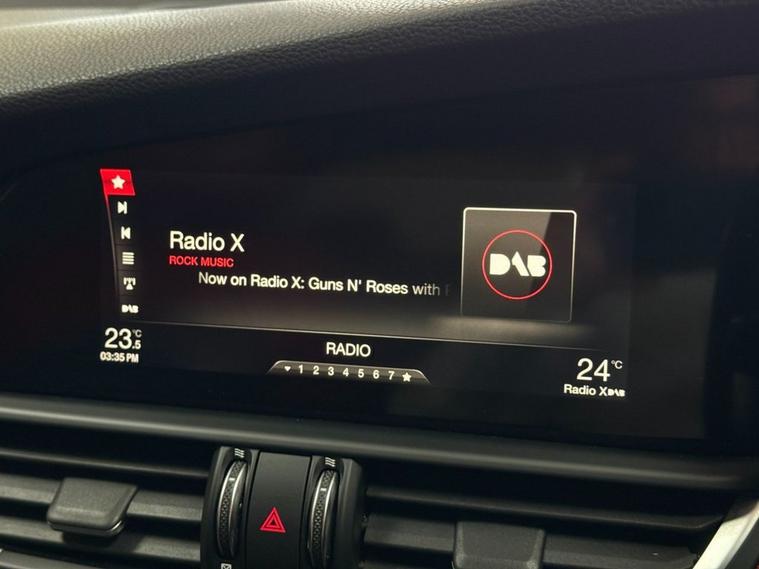 Radio X
ROCK MUSIC
Now on Radio X: Guns N' Roses with
DAB
DAB
23.5 °C
03:35 PM
RADIO
1 2 3 4 5 6 7
24 °C
Radio X DAB